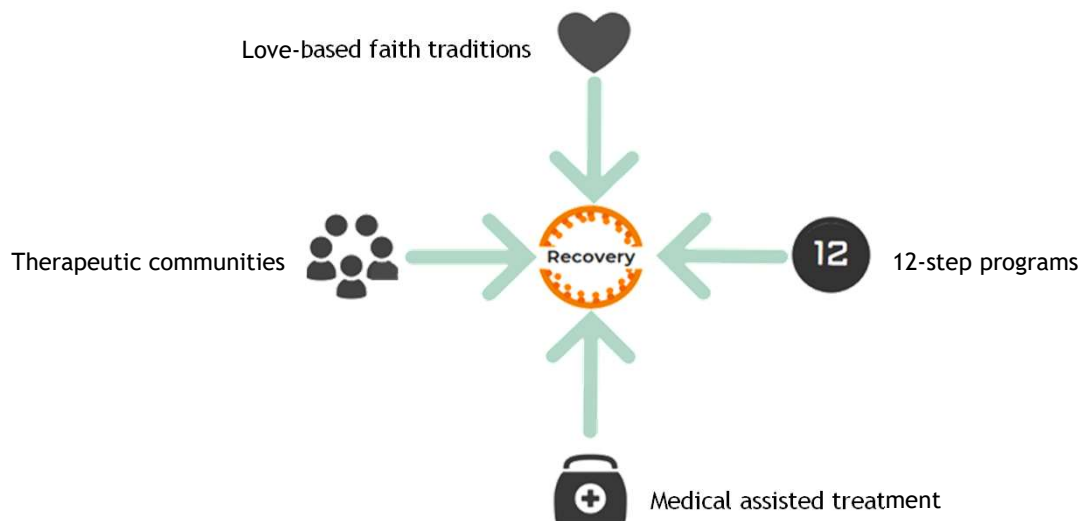 Love-based faith traditions
Therapeutic communities
Recovery
12
12-step programs
Medical assisted treatment